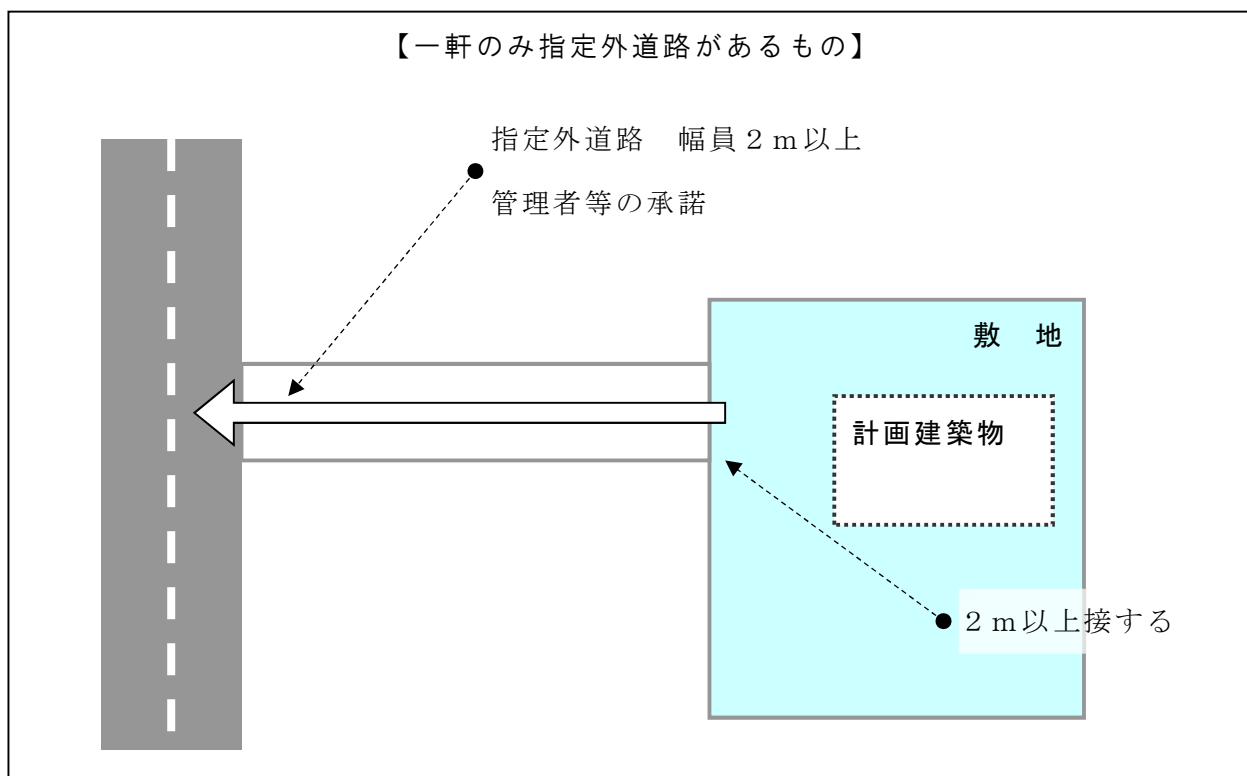 【一軒のみ指定外道路があるもの】
指定外道路　幅員２ｍ以上
管理者等の承諾
敷　地
計画建築物
２ｍ以上接する